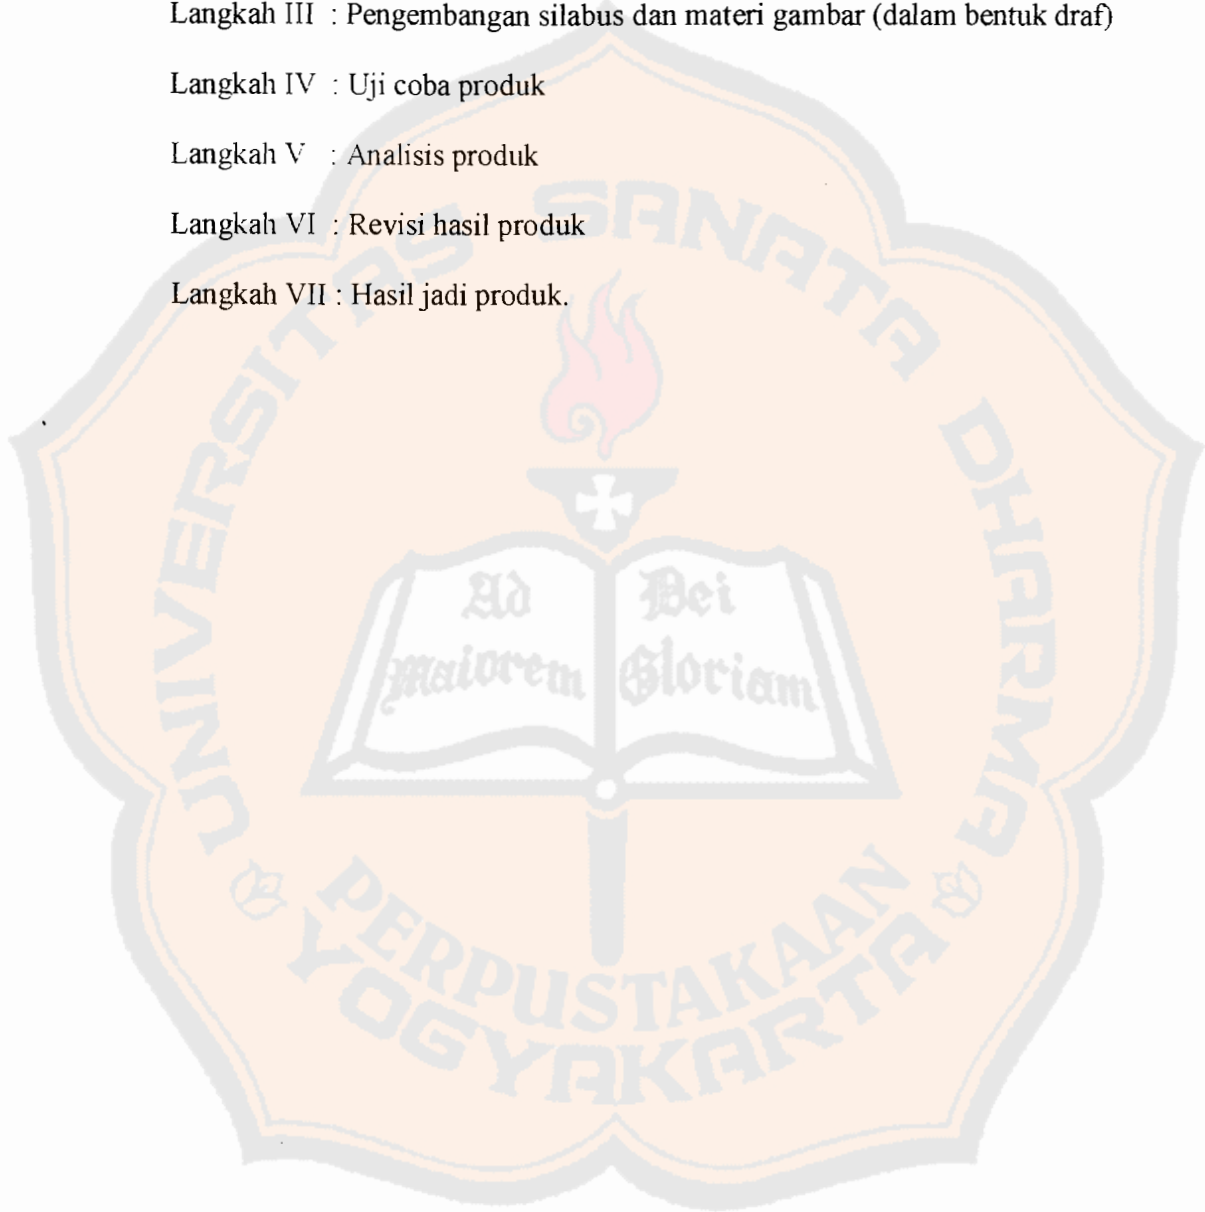 Langkah III : Pengembangan silabus dan materi gambar (dalam bentuk draf)
Langkah IV : Uji coba produk
Langkah V : Analisis produk
Langkah VI : Revisi hasil produk
Langkah VII : Hasil jadi produk.
UNIVERSITAS SANATA DHARMA
Ad Dei
Maiorem Gloriam
PERPUSTAKAAN
YOGYAKARTA